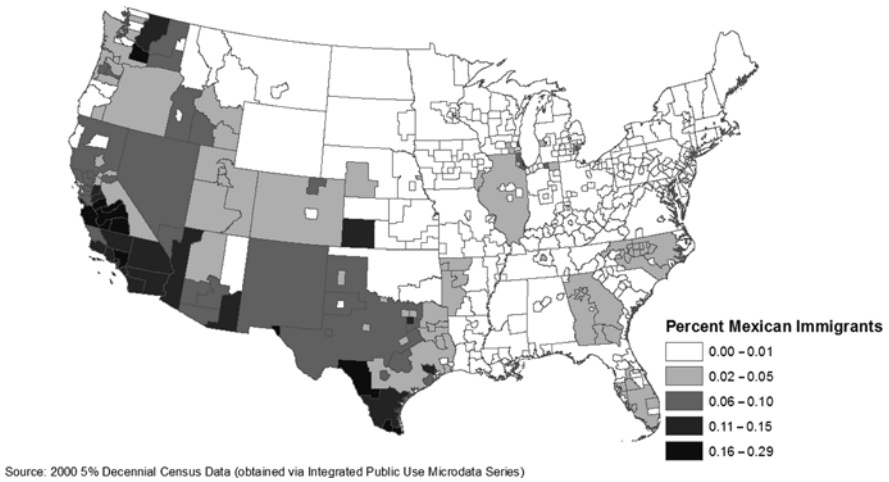 Percent Mexican Immigrants
0.00 – 0.01
0.02 – 0.05
0.06 – 0.10
0.11 – 0.15
0.16 – 0.29
Source: 2000 5% Decennial Census Data (obtained via Integrated Public Use Microdata Series)